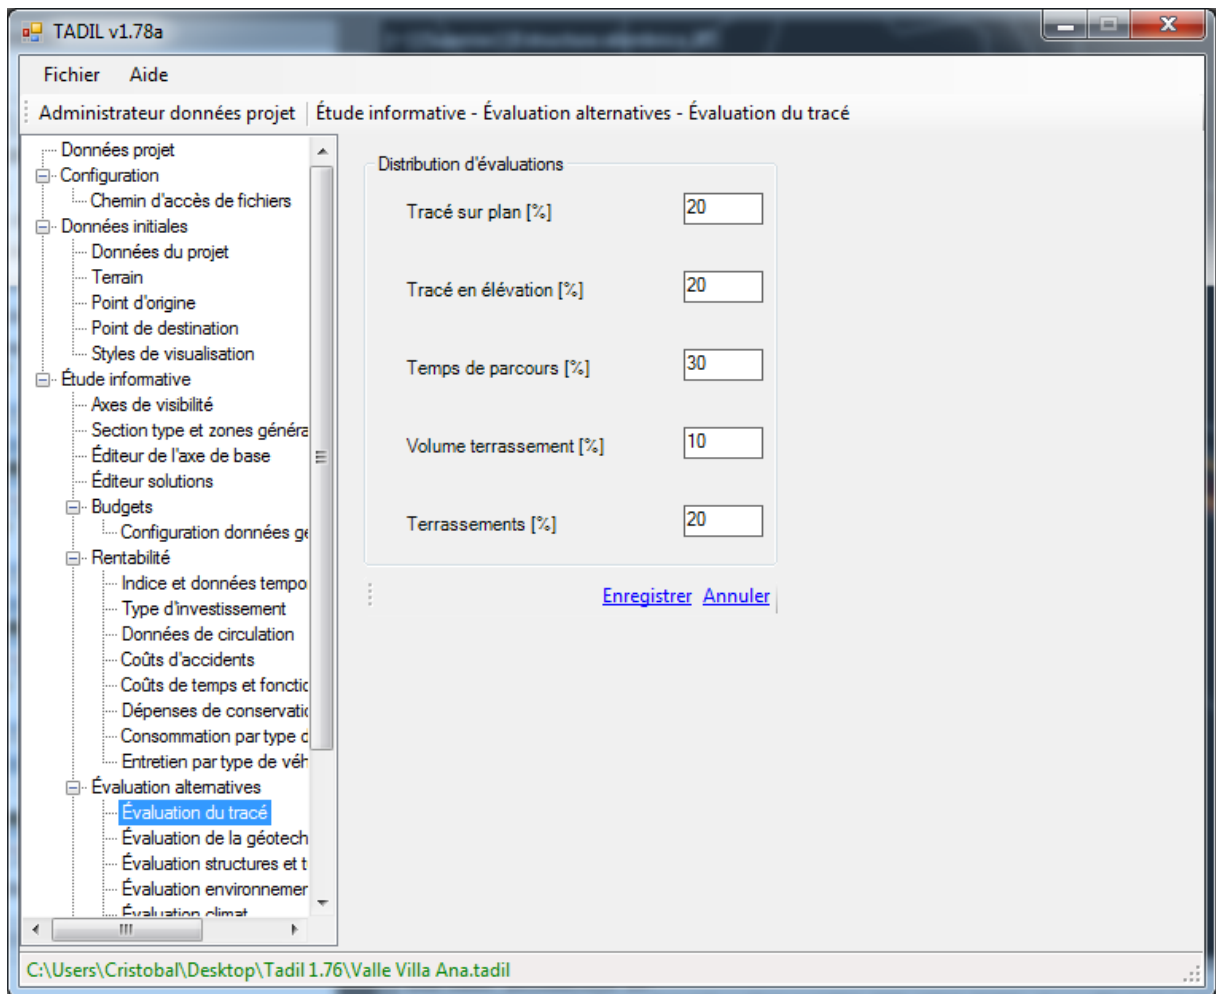 TADIL v1.78a
Fichier Aide
Administrateur données projet Étude informative - Évaluation alternatives - Évaluation du tracé
Données projet
Configuration
Chemin d'accès de fichiers
Données initiales
Données du projet
Terrain
Point d'origine
Point de destination
Styles de visualisation
Étude informative
Axes de visibilité
Section type et zones généra
Éditeur de l'axe de base
Éditeur solutions
Budgets
Configuration données ge
Rentabilité
Indice et données tempo
Type d'investissement
Données de circulation
Coûts d'accidents
Coûts de temps et fonctio
Dépenses de conservatio
Consommation par type d
Entretien par type de véh
Évaluation alternatives
Évaluation du tracé
Évaluation de la géotech
Évaluation structures et t
Évaluation environnemen
Évaluation climat
Distribution d'évaluations
Tracé sur plan [%] 20
Tracé en élévation [%] 20
Temps de parcours [%] 30
Volume terrassement [%] 10
Terrassements [%] 20
Enregistrer Annuler
C:\Users\Cristobal\Desktop\Tadil 1.76\Valle Villa Ana.tadil